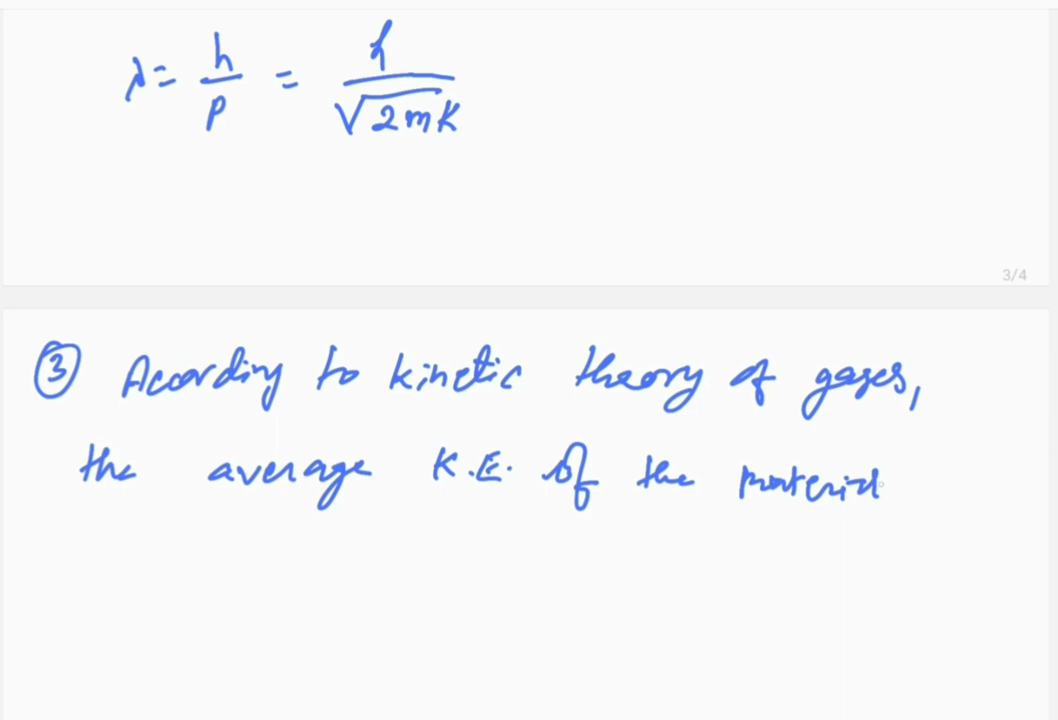 λ = h/p = h/√2mK
3/4
③ According to kinetic theory of gases,
the average K.E. of the material